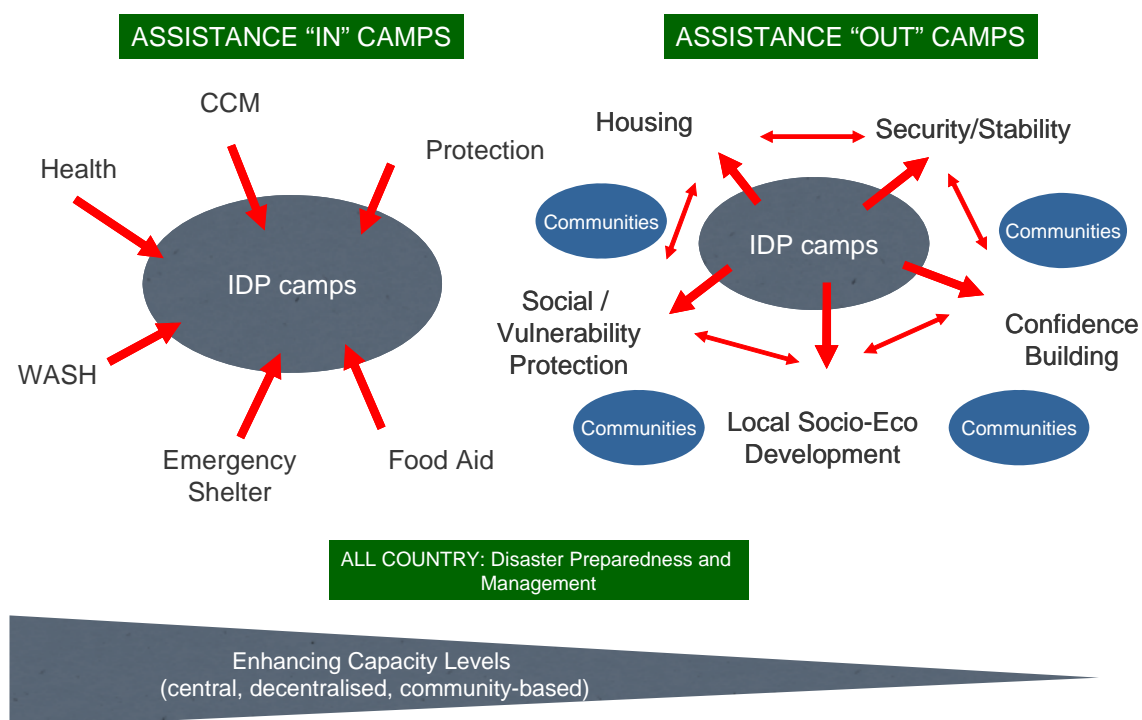 ASSISTANCE “IN” CAMPS
CCM
Protection
Health
IDP camps
WASH
Emergency
Shelter
Food Aid
ASSISTANCE “OUT” CAMPS
Housing
Security/Stability
Communities
IDP camps
Communities
Social /
Vulnerability
Protection
Confidence
Building
Communities
Local Socio-Eco
Development
Communities
ALL COUNTRY: Disaster Preparedness and
Management
Enhancing Capacity Levels
(central, decentralised, community-based)